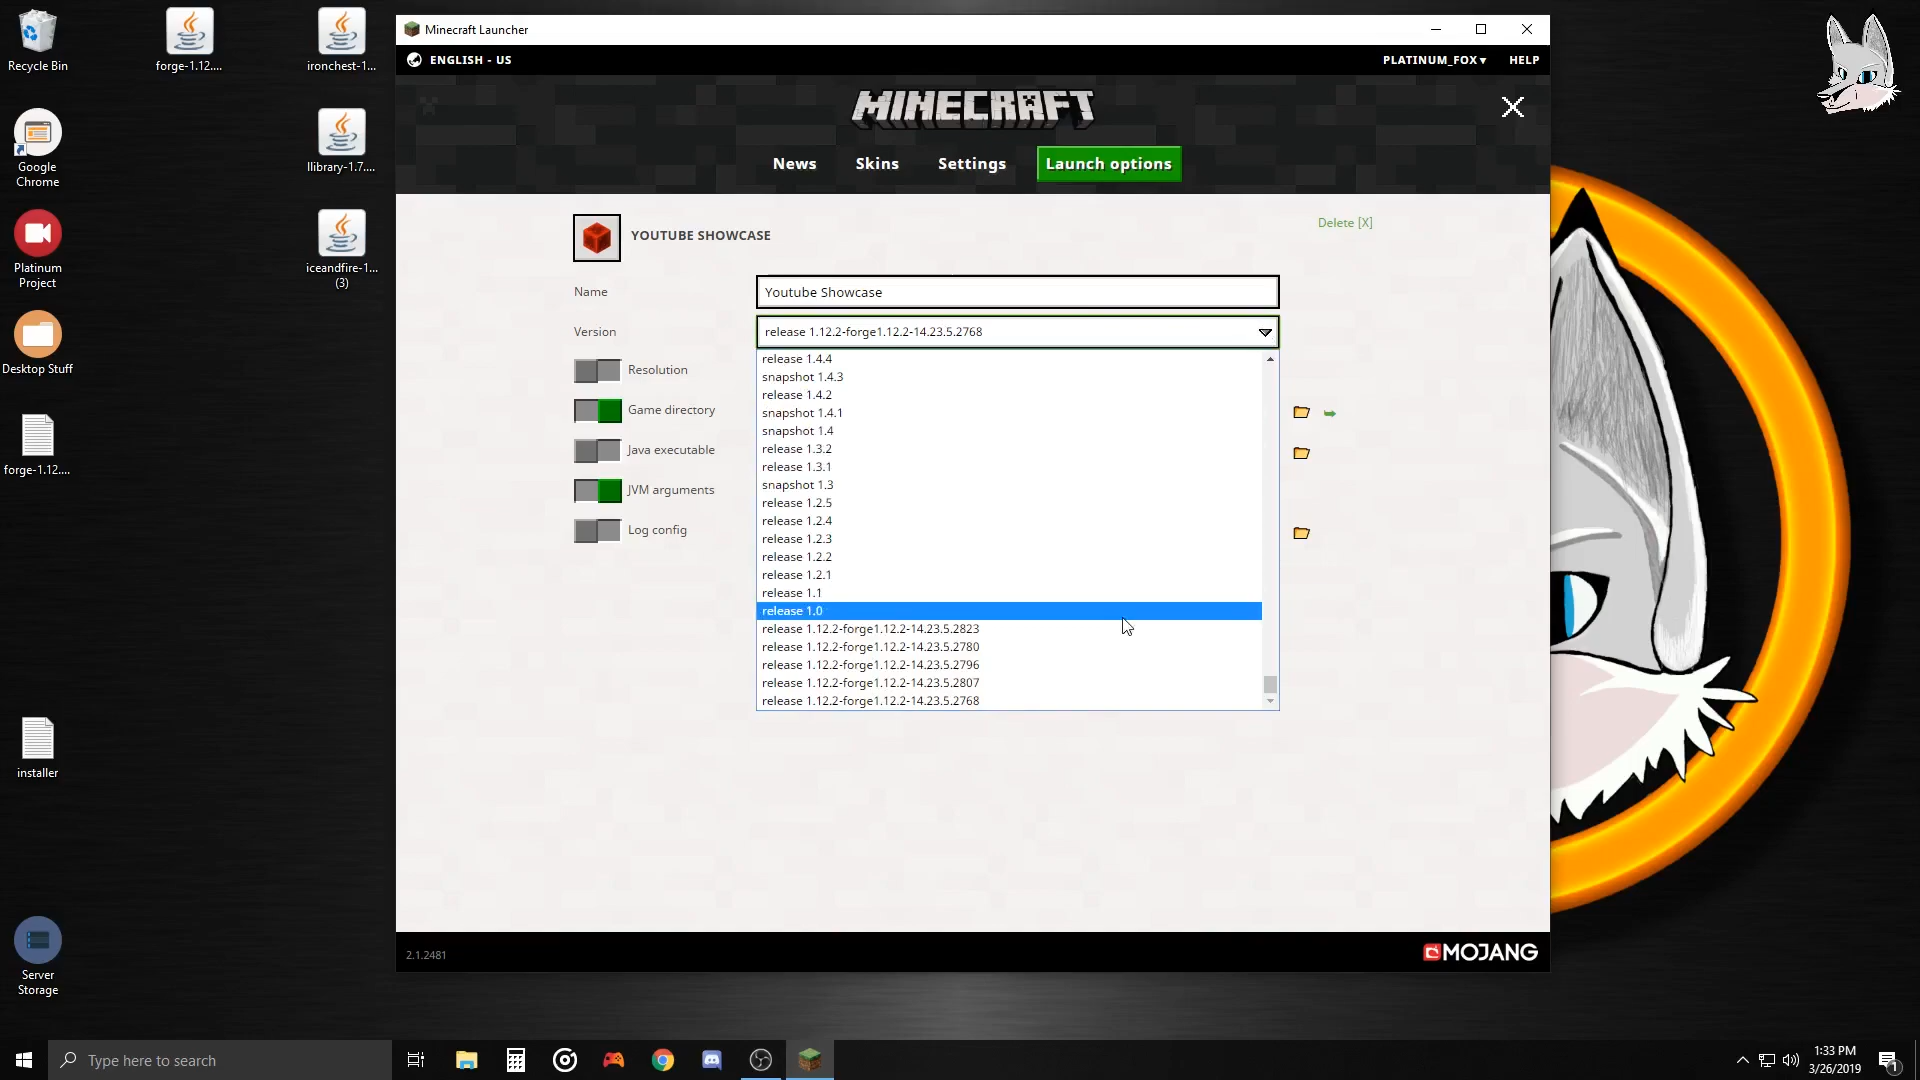 Recycle Bin
forge-1.12....
ironchest-1...
Google
Chrome
llibrary-1.7....
Platinum
Project
iceandfire-1...
(3)
Desktop Stuff
forge-1.12....
installer
Server
Storage
Minecraft Launcher
ENGLISH - US
PLATINUM_FOX▾
HELP
MINECRAFT
News
Skins
Settings
Launch options
YOUTUBE SHOWCASE
Delete [X]
Name
Youtube Showcase
Version
release 1.12.2-forge1.12.2-14.23.5.2768
Resolution
Game directory
Java executable
JVM arguments
Log config
release 1.4.4
snapshot 1.4.3
release 1.4.2
snapshot 1.4.1
snapshot 1.4
release 1.3.2
release 1.3.1
snapshot 1.3
release 1.2.5
release 1.2.4
release 1.2.3
release 1.2.2
release 1.2.1
release 1.1
release 1.0
release 1.12.2-forge1.12.2-14.23.5.2823
release 1.12.2-forge1.12.2-14.23.5.2780
release 1.12.2-forge1.12.2-14.23.5.2796
release 1.12.2-forge1.12.2-14.23.5.2807
release 1.12.2-forge1.12.2-14.23.5.2768
2.1.2481
MOJANG
Type here to search
1:33 PM
3/26/2019
1